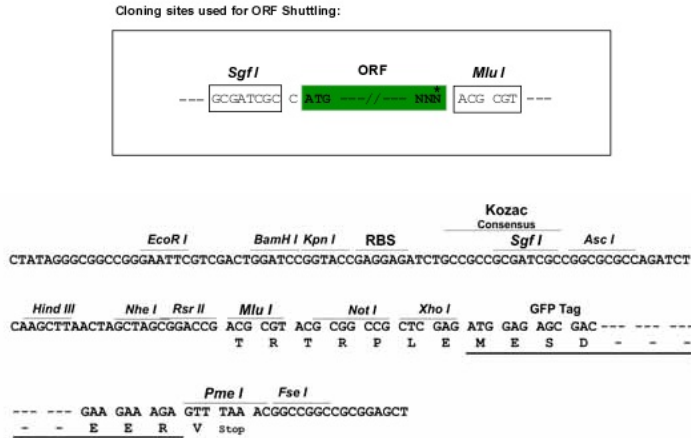 Cloning sites used for ORF Shuttling:
Sgf I ORF Mlu I
--- GCGATCGC C ATG ---//--- NNN* ACG CGT ---
Kozac
Consensus
EcoR I BamH I Kpn I RBS Sgf I Asc I
CTATAGGGCGGCCGGGAATTCGTCGACTGGATCCGGTACCGAGGAGATCTGCCGCCGCGATCGCCGGCGCGCCAGATCT
Hind III Nhe I Rsr II Mlu I Not I Xho I GFP Tag
CAAGCTTAACTAGCTAGCGGACCG ACG CGT ACG CGG CCG CTC GAG ATG GAG AGC GAC--- --- ---
T R T R P L E M E S D - - -
Pme I Fse I
--- --- GAA GAA AGA GTT TAA ACGGCCGGCCGCGGAGCT
- - E E R V Stop